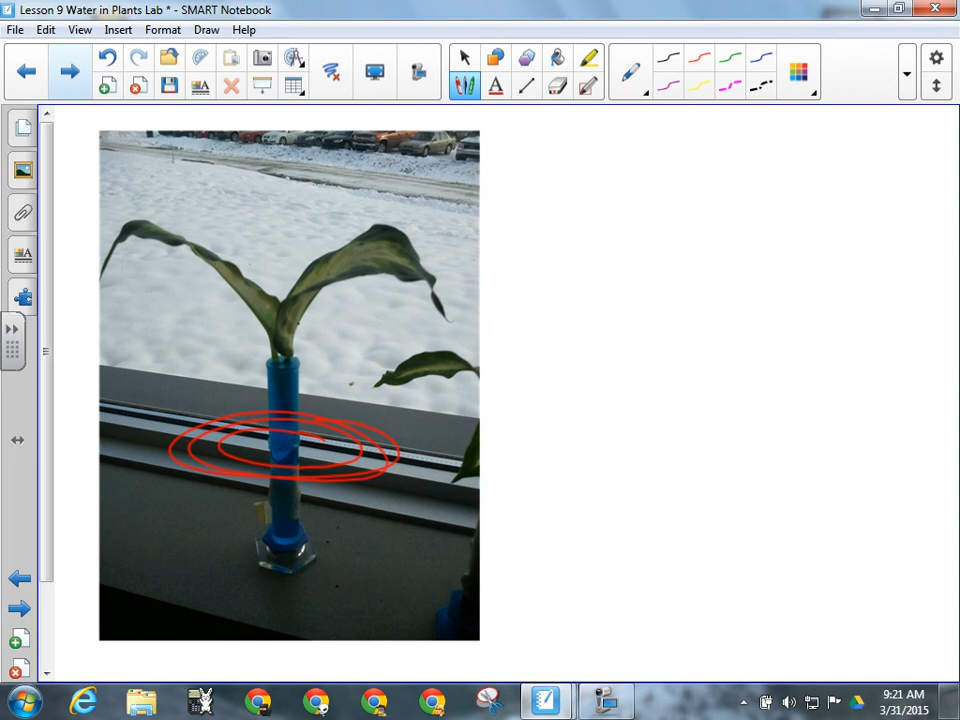 Lesson 9 Water in Plants Lab * - SMART Notebook
File Edit View Insert Format Draw Help
9:21 AM
3/31/2015